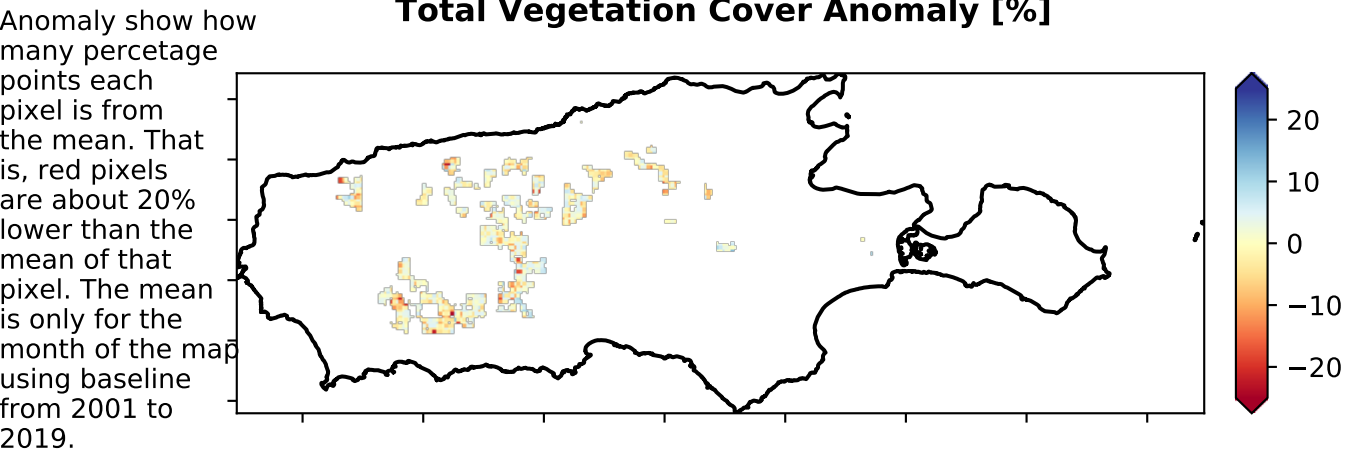 Total Vegetation Cover Anomaly [%]
Anomaly show how
many percetage
points each
pixel is from
the mean. That
is, red pixels
are about 20%
lower than the
mean of that
pixel. The mean
is only for the
month of the map
using baseline
from 2001 to
2019.
20
10
0
−10
−20